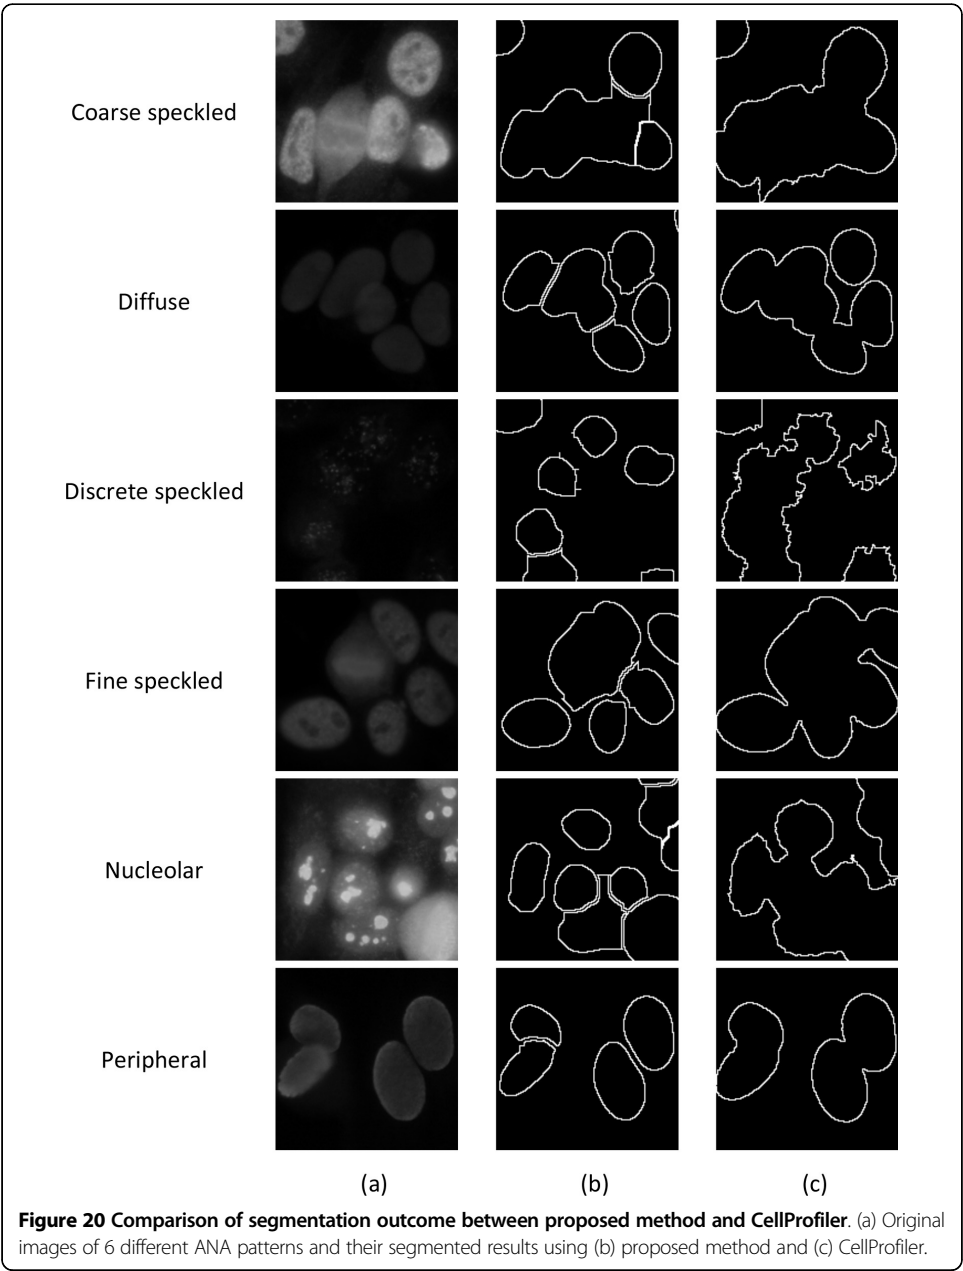 Coarse speckled
Diffuse
Discrete speckled
Fine speckled
Nucleolar
Peripheral
(a) (b) (c)
Figure 20 Comparison of segmentation outcome between proposed method and CellProfiler. (a) Original
images of 6 different ANA patterns and their segmented results using (b) proposed method and (c) CellProfiler.